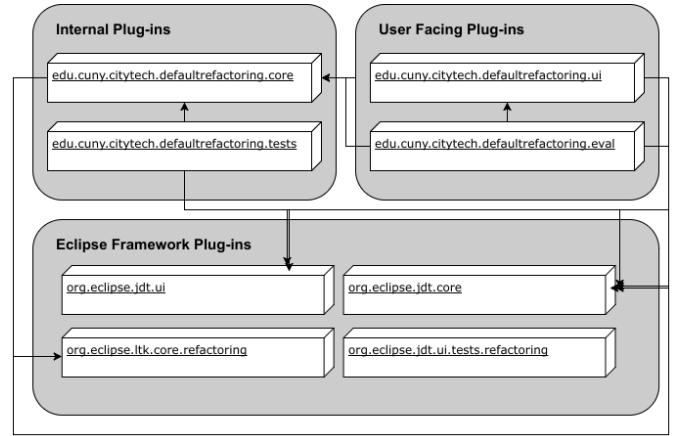 Internal Plug-ins
User Facing Plug-ins
edu.cuny.citytech.defaultrefactoring.core
edu.cuny.citytech.defaultrefactoring.ui
edu.cuny.citytech.defaultrefactoring.tests
edu.cuny.citytech.defaultrefactoring.eval
Eclipse Framework Plug-ins
org.eclipse.jdt.ui
org.eclipse.jdt.core
org.eclipse.ltk.core.refactoring
org.eclipse.jdt.ui.tests.refactoring